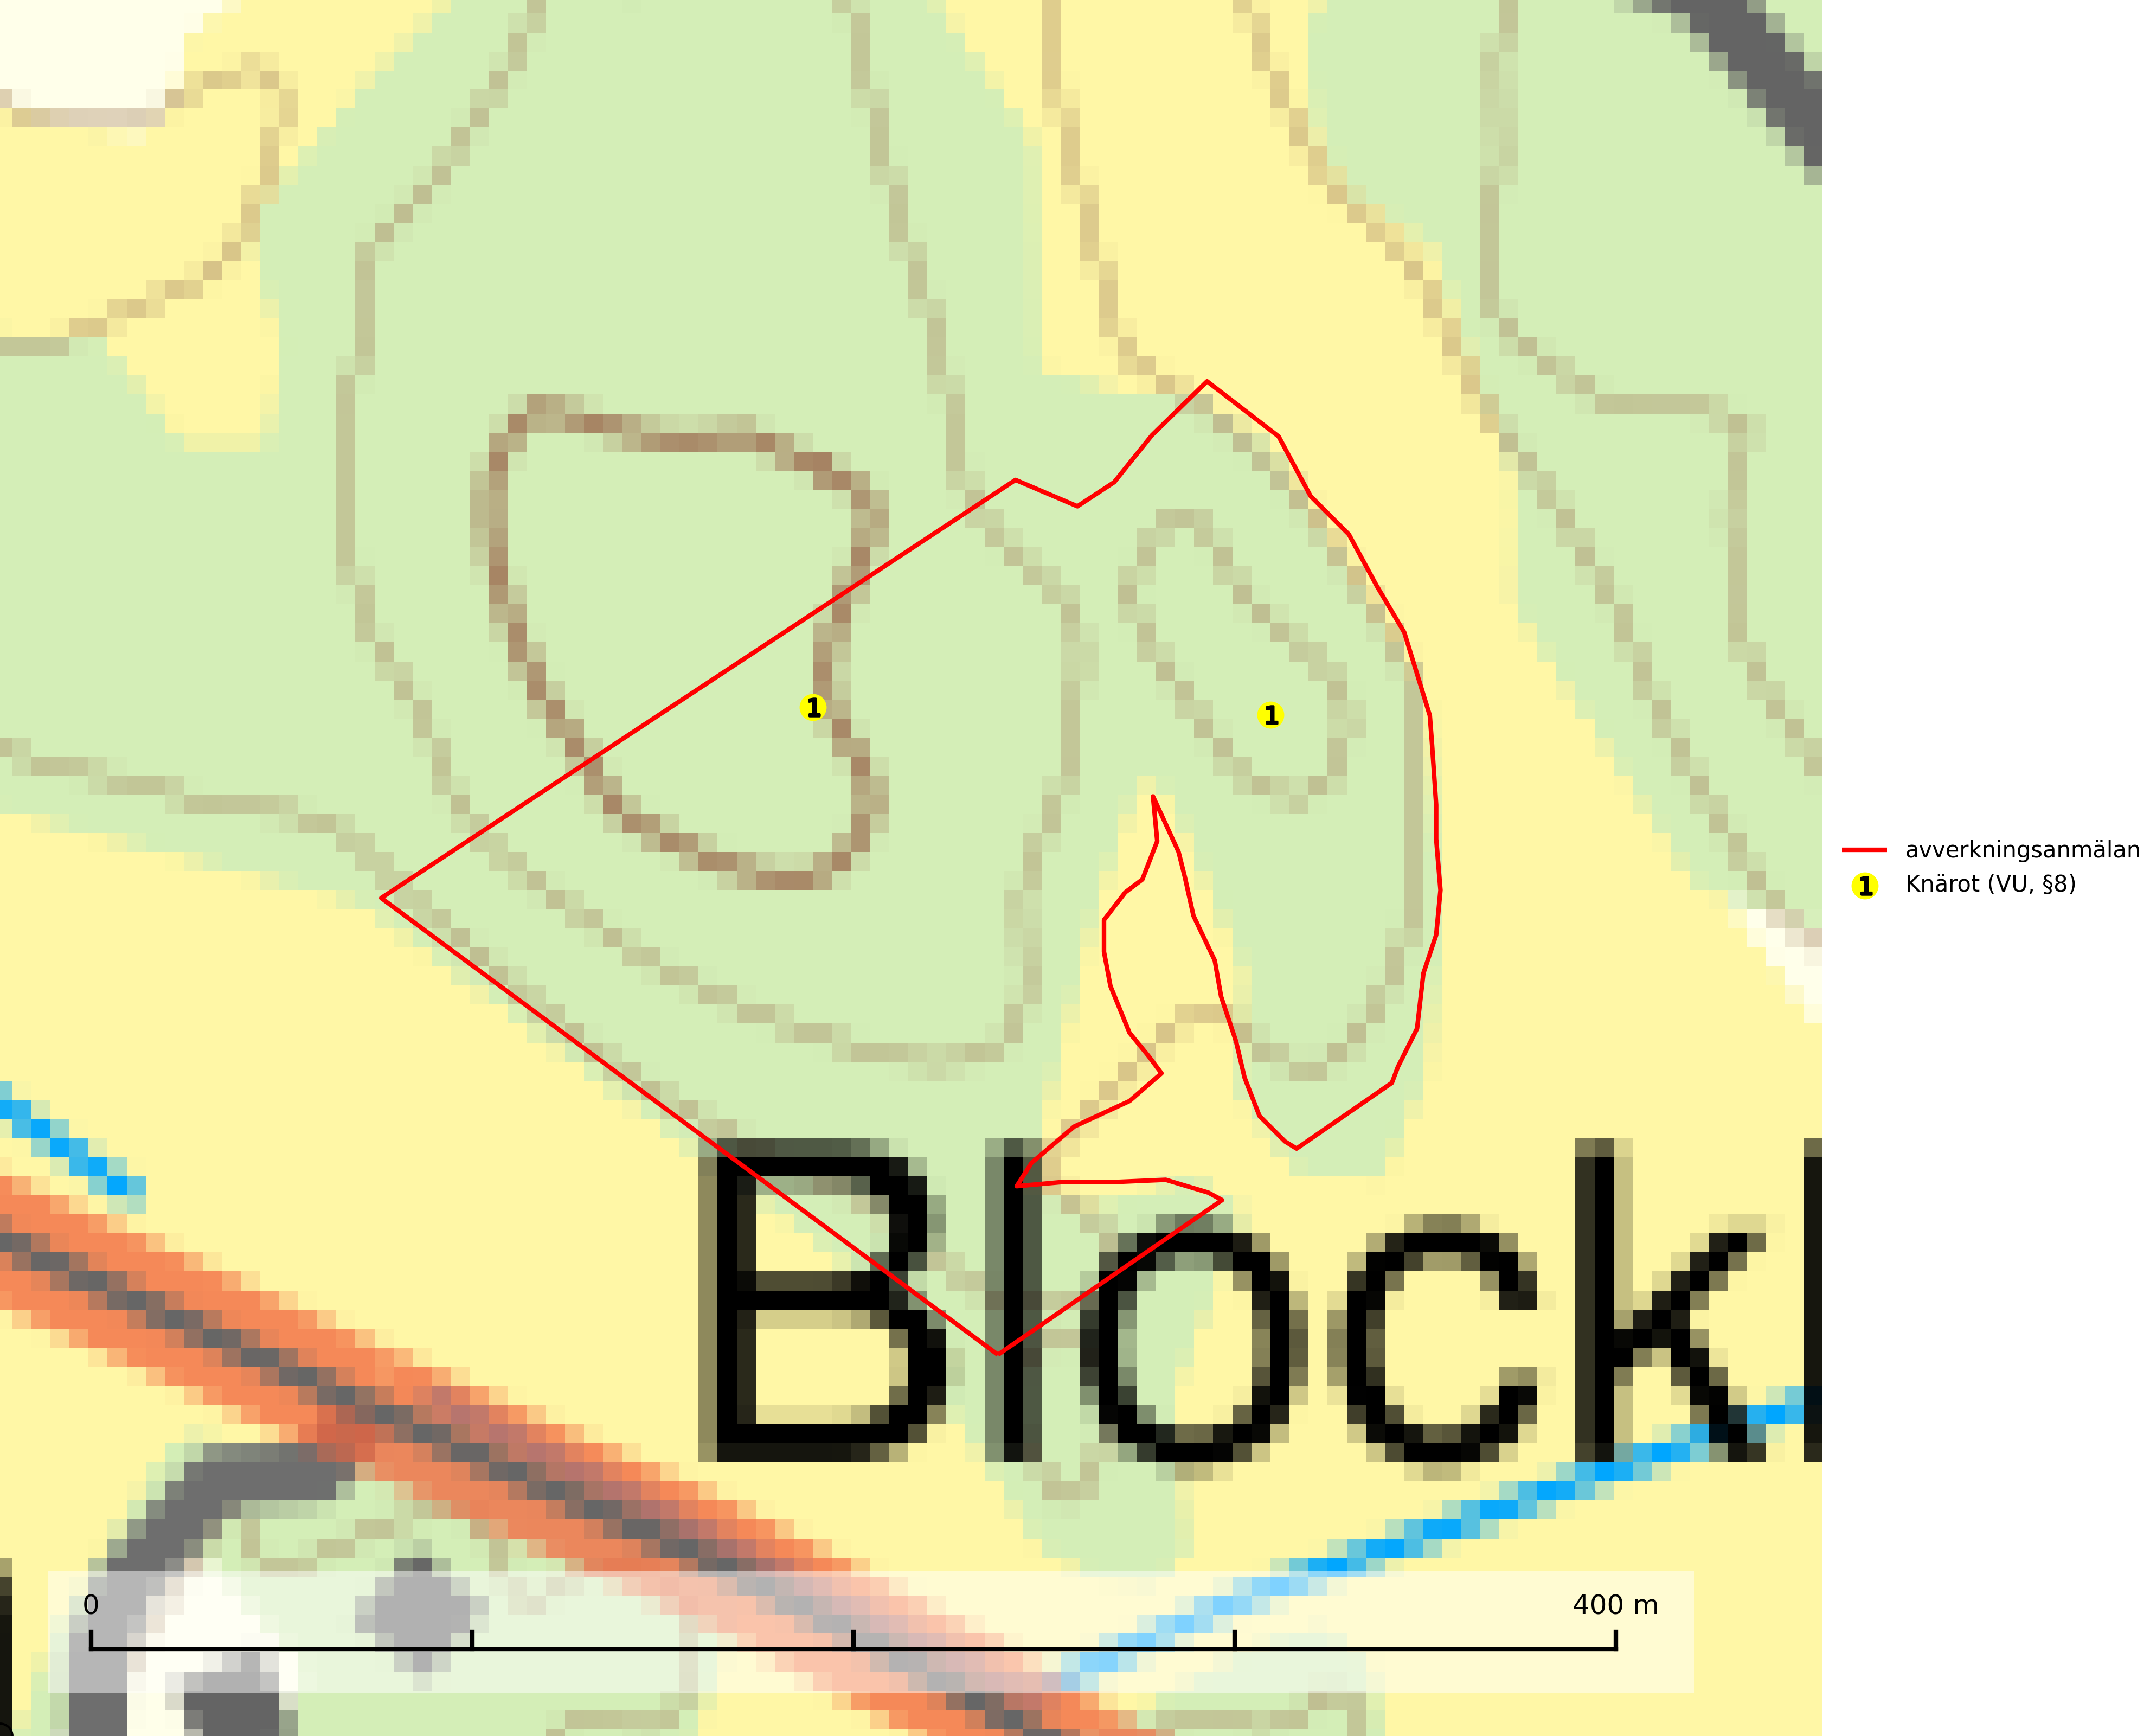 1
1
avverkningsanmälan
1 Knärot (VU, §8)
Block
0 400 m